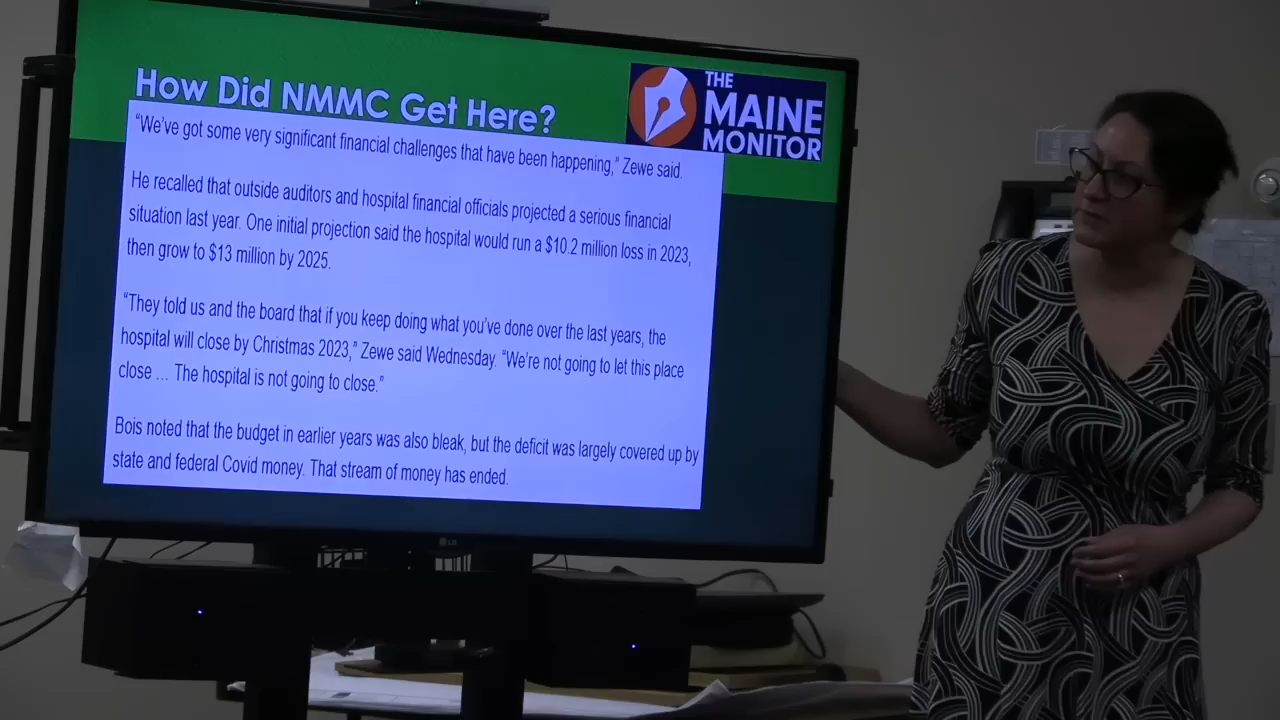 How Did NMMC Get Here?
THE
MAINE
MONITOR
“We’ve got some very significant financial challenges that have been happening,” Zewe said.
He recalled that outside auditors and hospital financial officials projected a serious financial
situation last year. One initial projection said the hospital would run a $10.2 million loss in 2023,
then grow to $13 million by 2025.
“They told us and the board that if you keep doing what you’ve done over the last years, the
hospital will close by Christmas 2023,” Zewe said Wednesday. “We’re not going to let this place
close ... The hospital is not going to close.”
Bois noted that the budget in earlier years was also bleak, but the deficit was largely covered up by
state and federal Covid money. That stream of money has ended.
LG